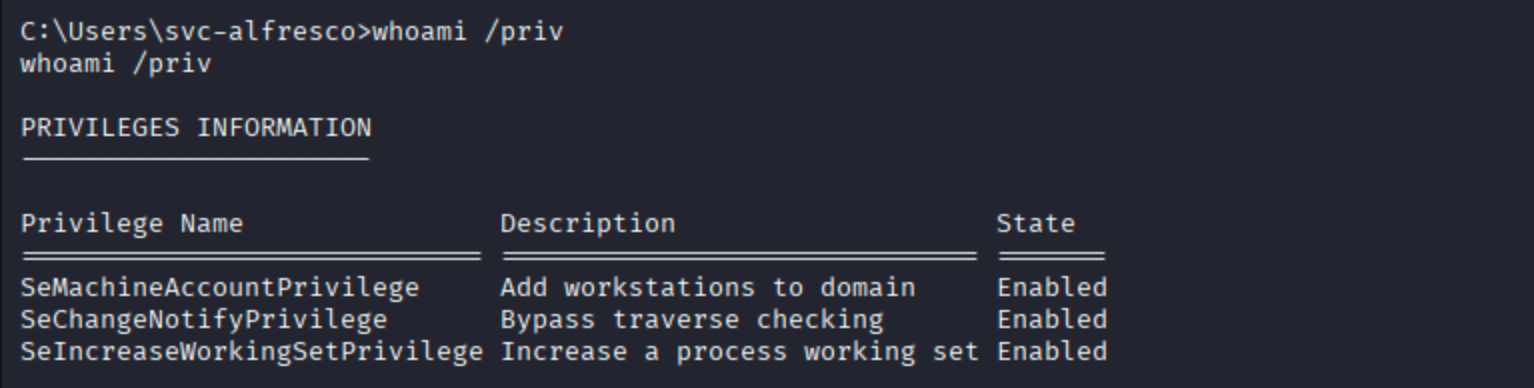 C:\Users\svc-alfresco>whoami /priv
whoami /priv
PRIVILEGES INFORMATION
Privilege Name Description State
SeMachineAccountPrivilege Add workstations to domain Enabled
SeChangeNotifyPrivilege Bypass traverse checking Enabled
SeIncreaseWorkingSetPrivilege Increase a process working set Enabled